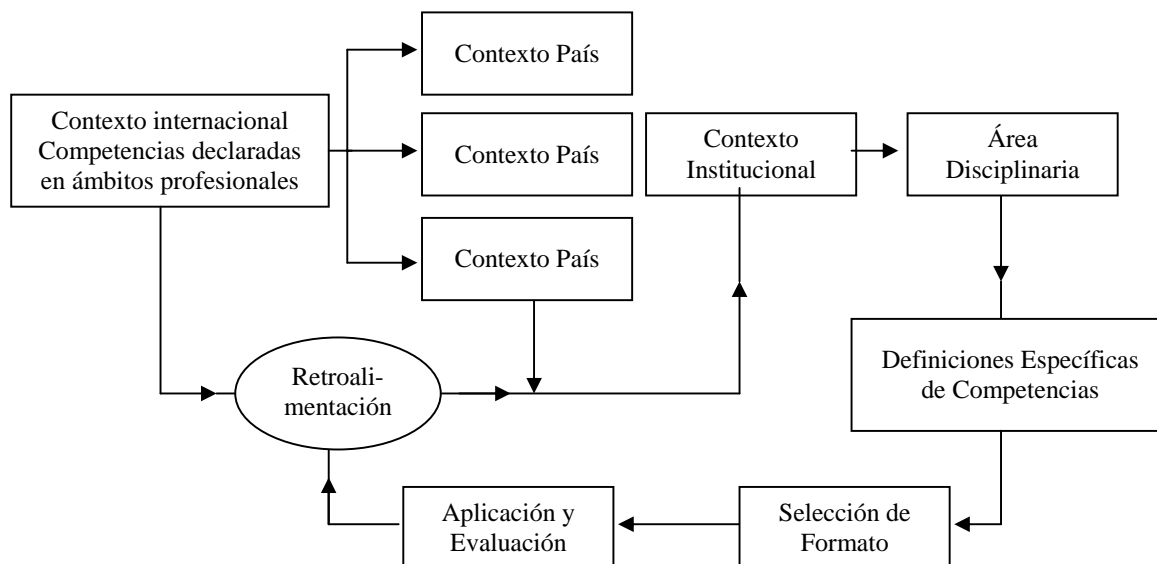 Contexto País
Contexto internacional
Competencias declaradas
en ámbitos profesionales
Contexto País
Contexto País
Contexto
Institucional
Área
Disciplinaria
Retroali-
mentación
Definiciones Específicas
de Competencias
Aplicación y
Evaluación
Selección de
Formato